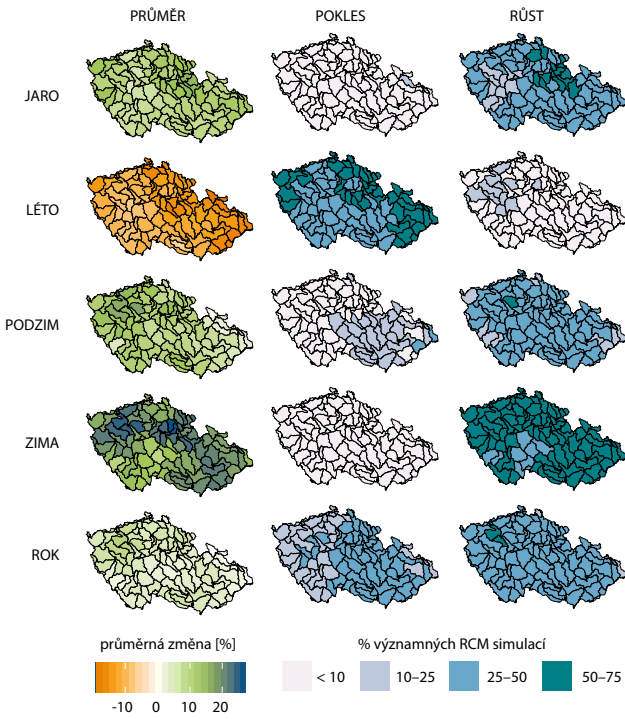 PRŮMĚR POKLES RŮST
JARO
LÉTO
PODZIM
ZIMA
ROK
průměrná změna [%] % významných RCM simulací
-10 0 10 20 < 10 10–25 25–50 50–75